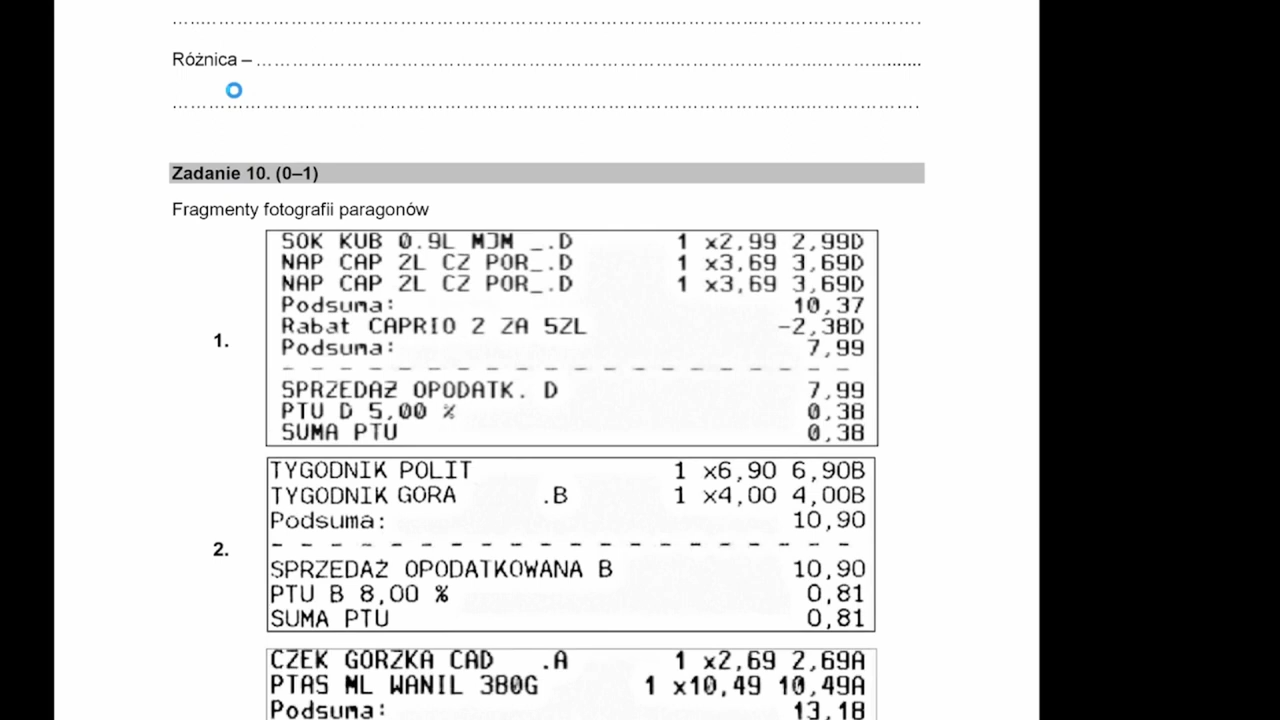 Różnica –
Zadanie 10. (0–1)
Fragmenty fotografii paragonów
1.
SOK KUB 0.9L MJM _.D 1 x2,99 2,99D
NAP CAP 2L CZ POR_.D 1 x3,69 3,69D
NAP CAP 2L CZ POR_.D 1 x3,69 3,69D
Podsuma: 10,37
Rabat CAPRIO 2 ZA 5ZL -2,38D
Podsuma: 7,99
SPRZEDAŻ OPODATK. D 7,99
PTU D 5,00 % 0,38
SUMA PTU 0,38
2.
TYGODNIK POLIT 1 x6,90 6,90B
TYGODNIK GORA .B 1 x4,00 4,00B
Podsuma: 10,90
SPRZEDAŻ OPODATKOWANA B 10,90
PTU B 8,00 % 0,81
SUMA PTU 0,81
CZEK GORZKA CAD .A 1 x2,69 2,69A
PTAS ML WANIL 380G 1 x10,49 10,49A
Podsuma: 13,18